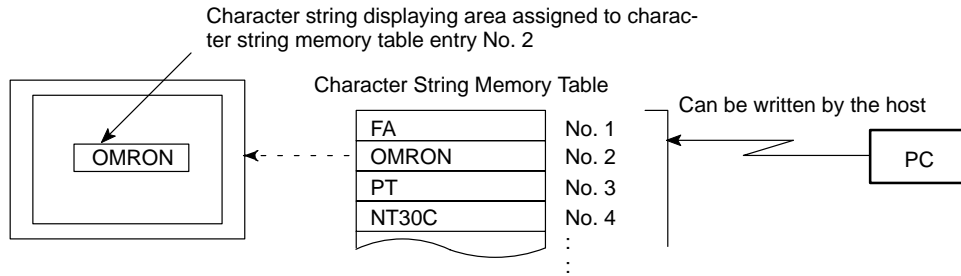 Character string displaying area assigned to charac-
ter string memory table entry No. 2
Character String Memory Table
Can be written by the host
FA No. 1
OMRON OMRON No. 2 PC
PT No. 3
NT30C No. 4
:
: